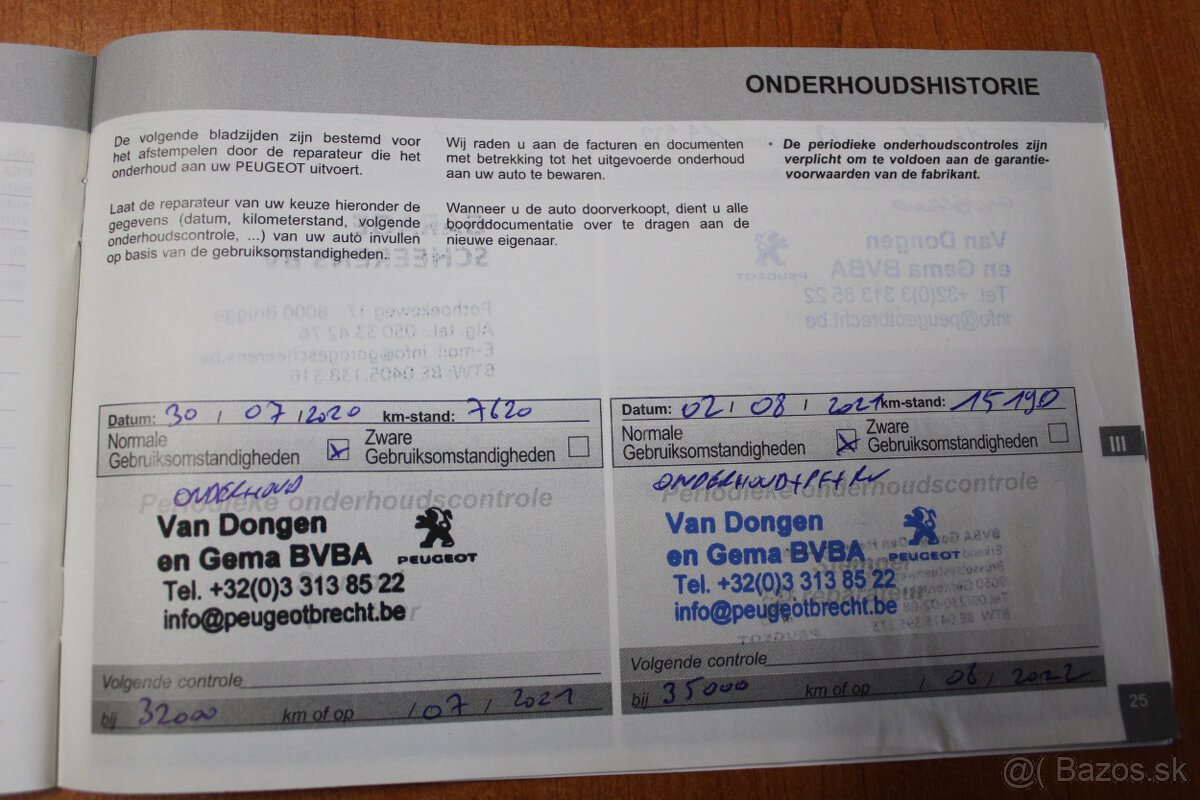 ONDERHOUDSHISTORIE
De volgende bladzijden zijn bestemd voor
het afstempelen door de reparateur die het
onderhoud aan uw PEUGEOT uitvoert.
Laat de reparateur van uw keuze hieronder de
gegevens (datum, kilometerstand, volgende
onderhoudscontrole, ...) van uw auto invullen
op basis van de gebruiksomstandigheden.
Wij raden u aan de facturen en documenten
met betrekking tot het uitgevoerde onderhoud
aan uw auto te bewaren.
Wanneer u de auto doorverkoopt, dient u alle
boorddocumentatie over te dragen aan de
nieuwe eigenaar.
• De periodieke onderhoudscontroles zijn
verplicht om te voldoen aan de garantie-
voorwaarden van de fabrikant.
Datum: 30 / 07 / 2020 km-stand: 7620
Normale
Gebruiksomstandigheden
Zware
Gebruiksomstandigheden
ONDERHOUD
Periodieke onderhoudscontrole
Van Dongen
en Gema BVBA
PEUGEOT
Tel. +32(0)3 313 85 22
info@peugeotbrecht.be
Volgende controle
bij 32000 km of op / 07 / 2021
Datum: 02 / 08 / 2021 km-stand: 15190
Normale
Gebruiksomstandigheden
Zware
Gebruiksomstandigheden
ONDERHOUD+PF+RV
Periodieke onderhoudscontrole
Van Dongen
en Gema BVBA
PEUGEOT
Stempel
Tel. +32(0)3 313 85 22
info@peugeotbrecht.be
Volgende controle
bij 35000 km of op / 08 / 2022
III
25
@( Bazos.sk